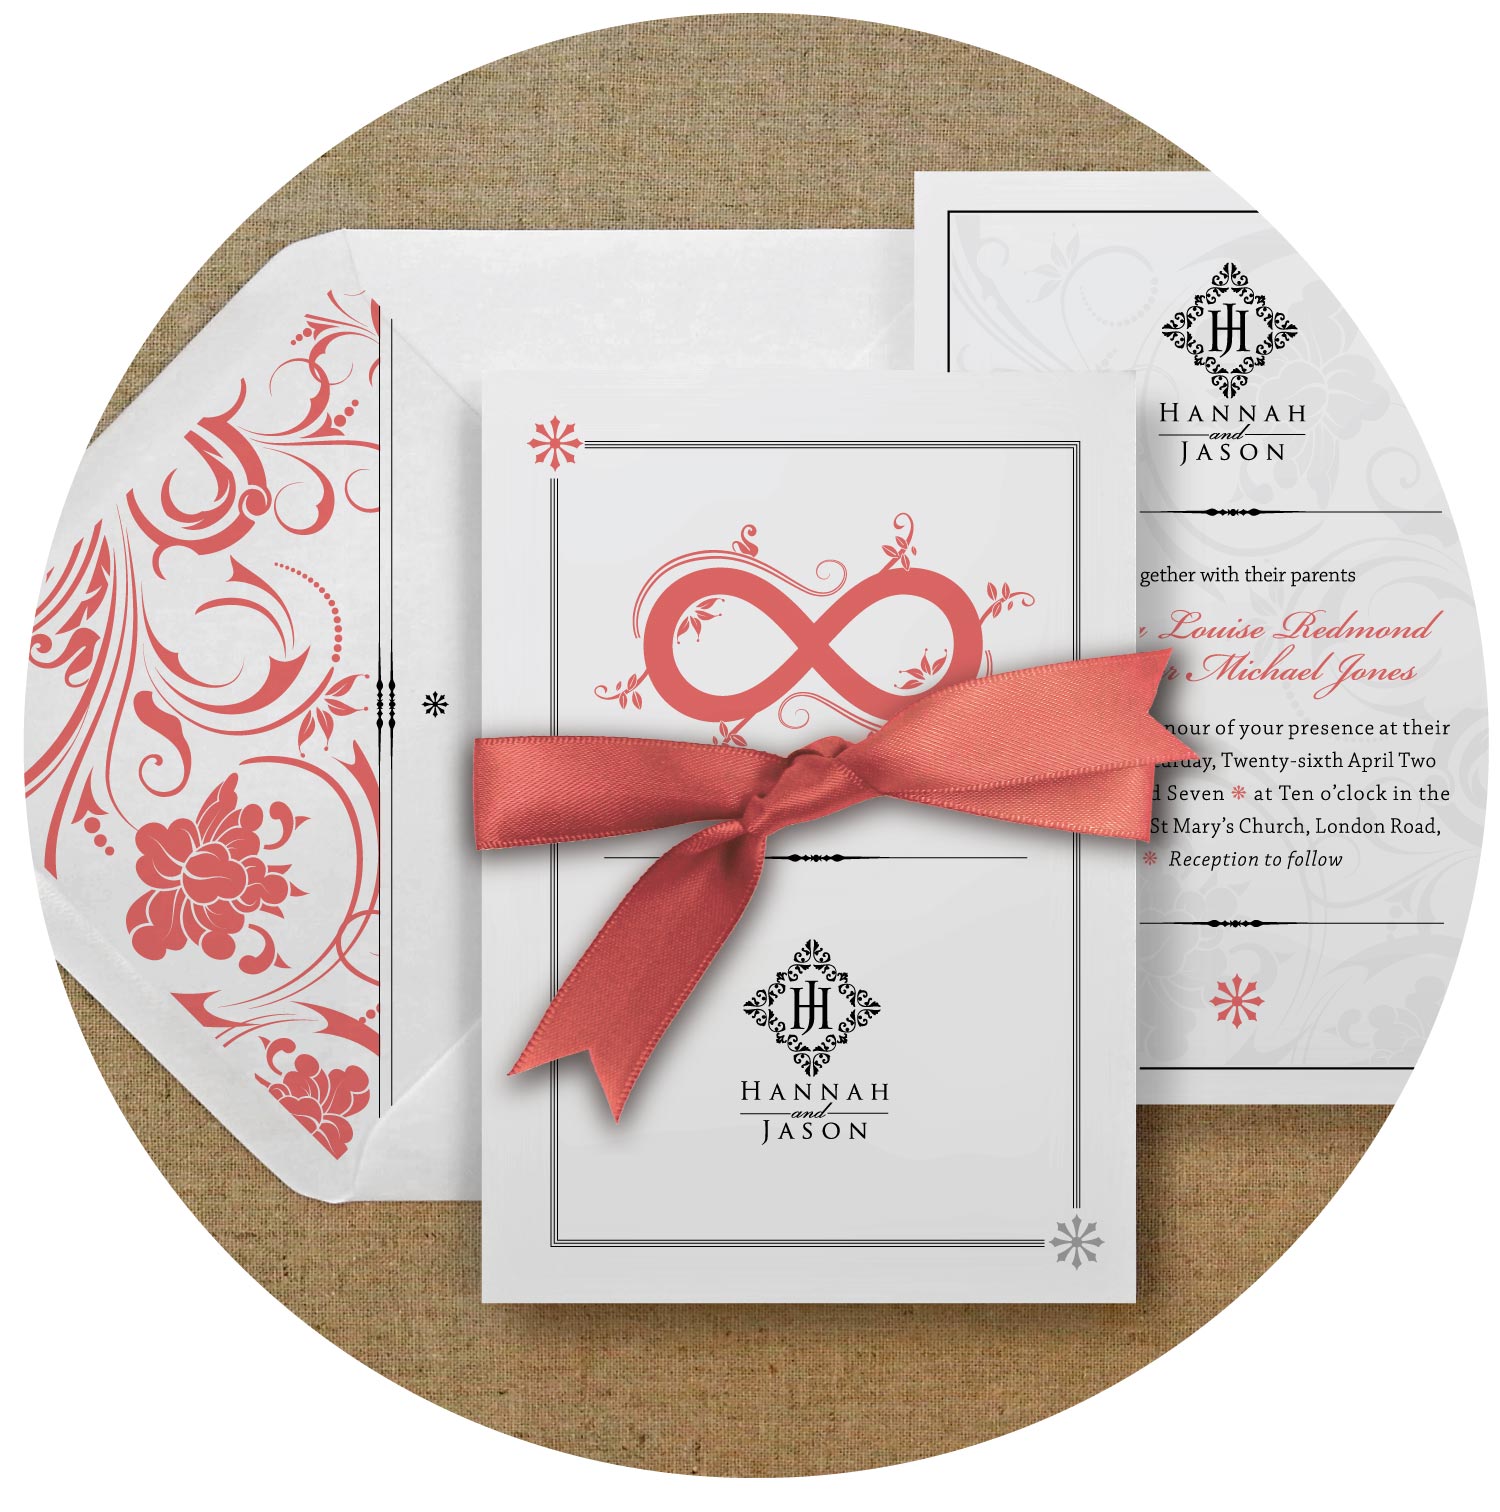 HJ
HANNAH
and
JASON
HJ
HANNAH
and
JASON
gether with their parents
Louise Redmond
r Michael Jones
nour of your presence at their
urday, Twenty-sixth April Two
d Seven ❋ at Ten o’clock in the
St Mary’s Church, London Road,
❋ Reception to follow